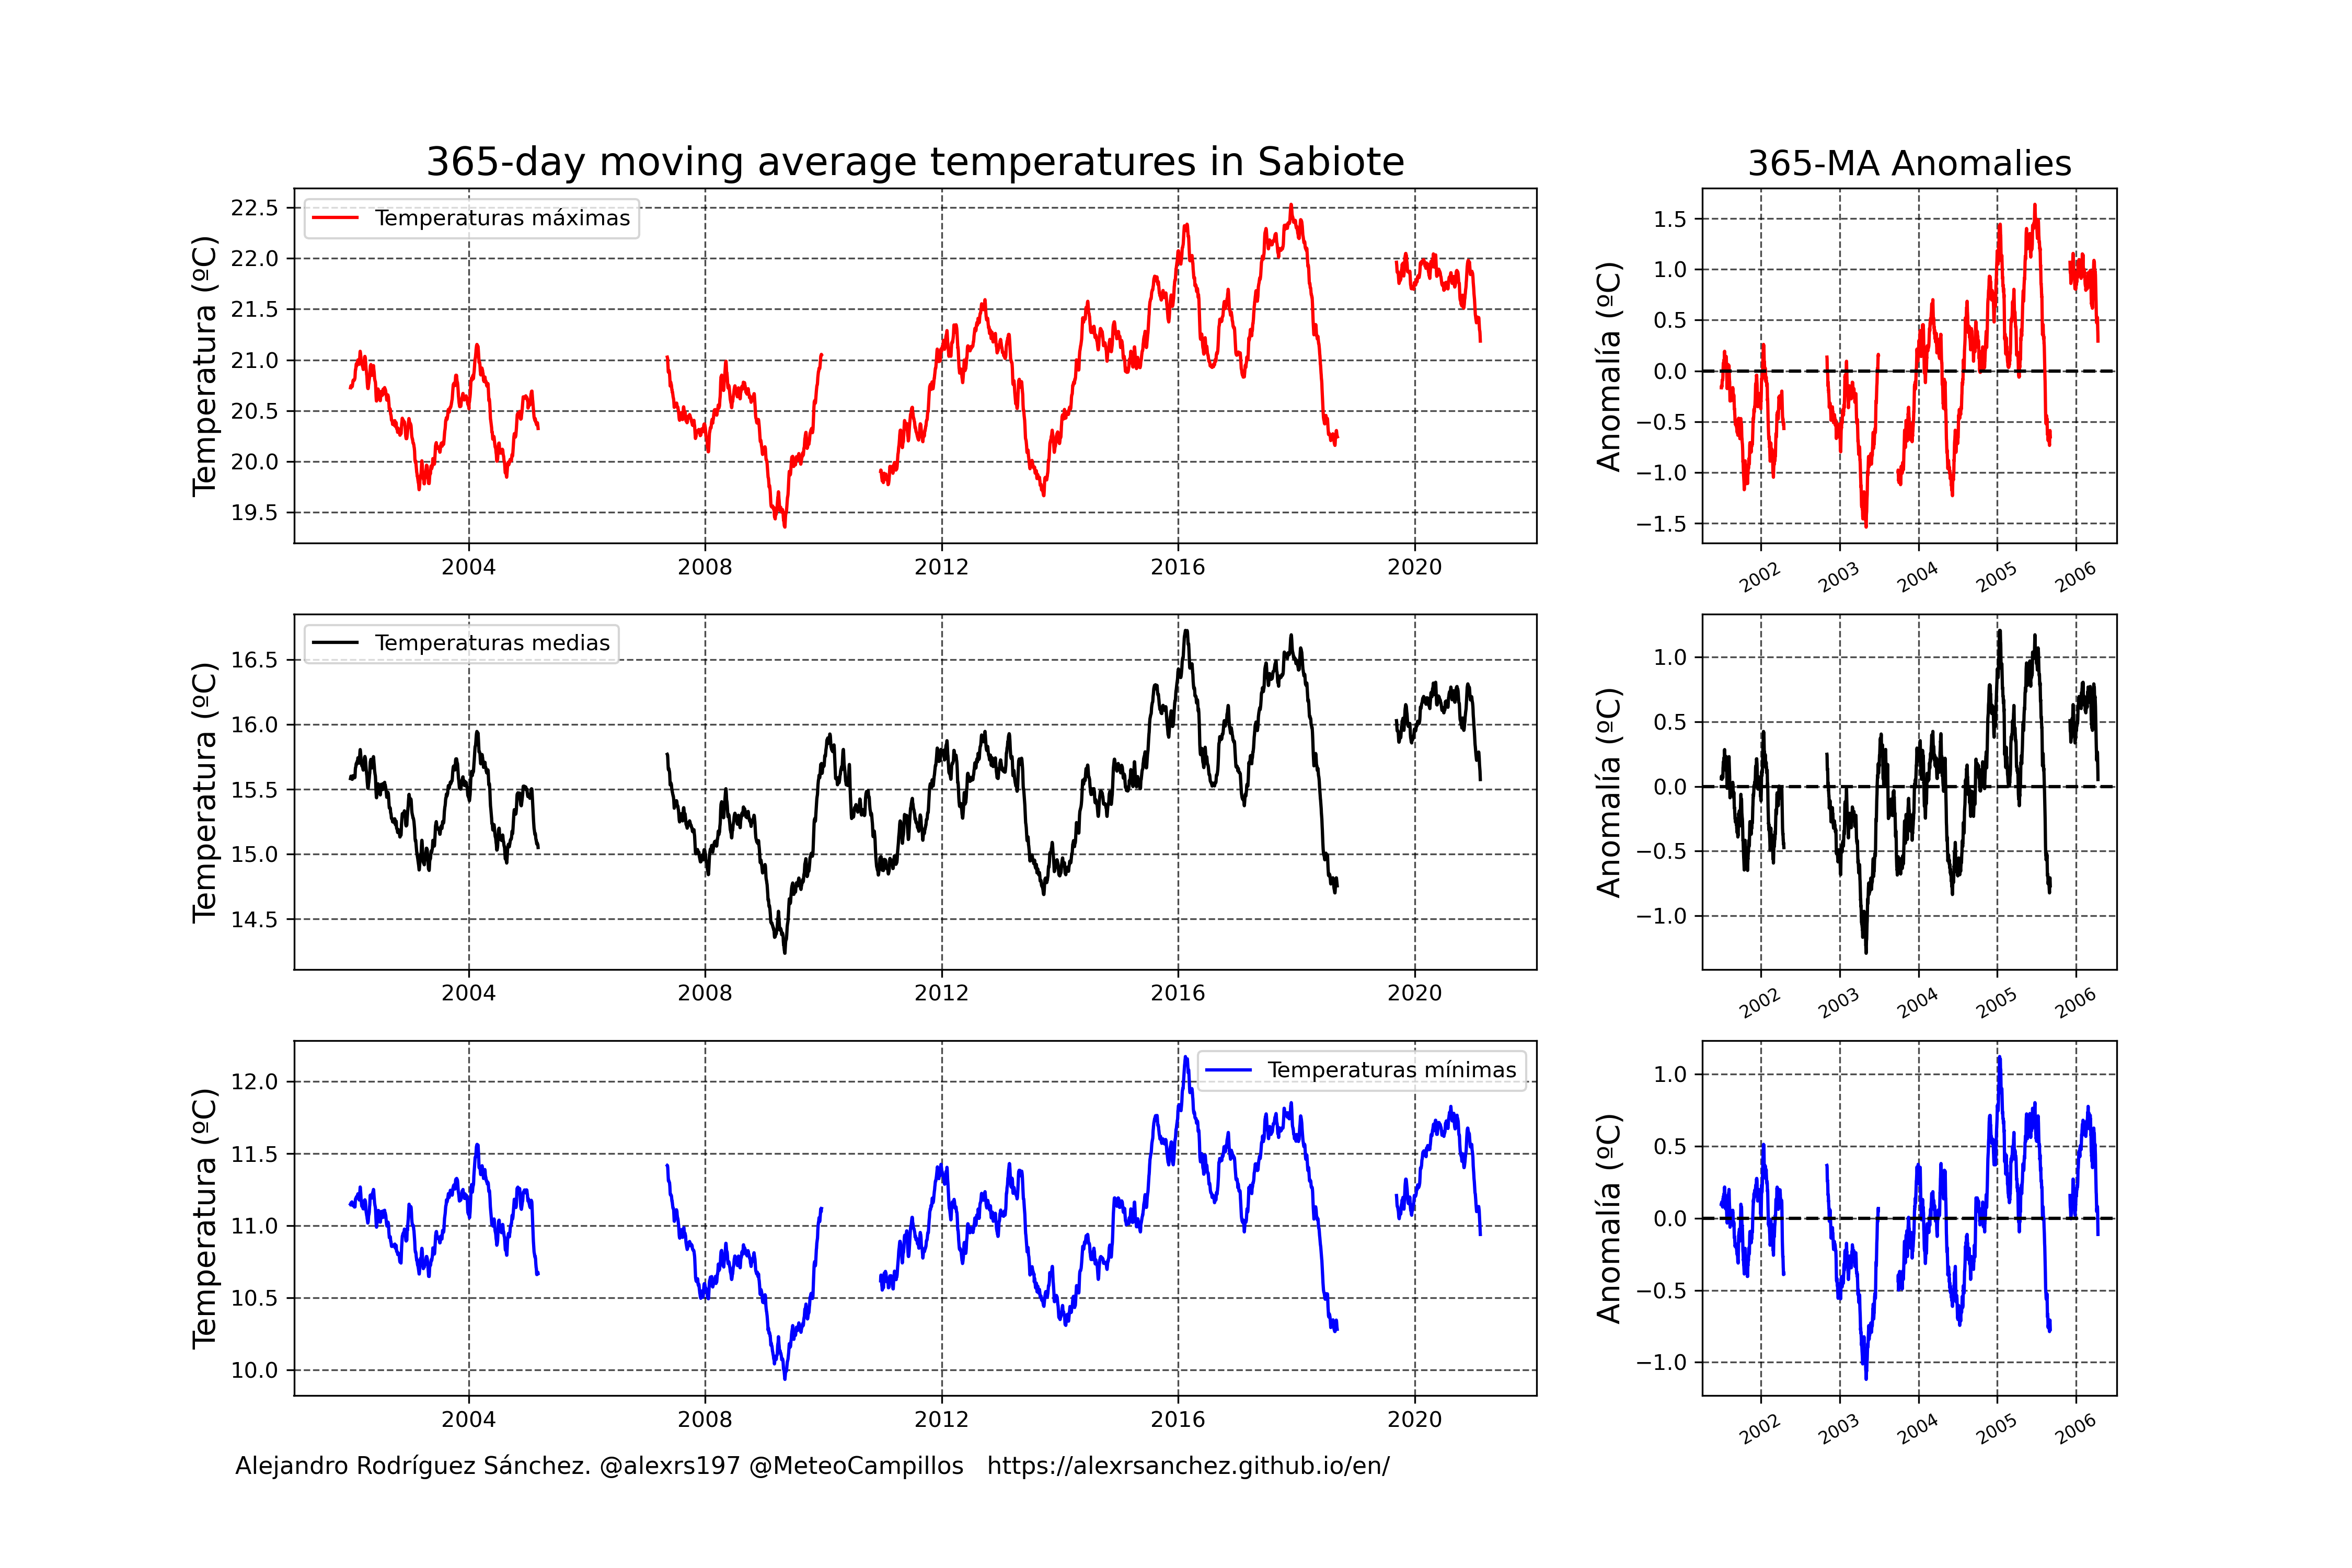 365-day moving average temperatures in Sabiote
365-MA Anomalies
Temperatura (ºC)
22.5
22.0
21.5
21.0
20.5
20.0
19.5
Temperaturas máximas
2004 2008 2012 2016 2020
Anomalía (ºC)
1.5
1.0
0.5
0.0
−0.5
−1.0
−1.5
2002 2003 2004 2005 2006
Temperatura (ºC)
16.5
16.0
15.5
15.0
14.5
Temperaturas medias
2004 2008 2012 2016 2020
Anomalía (ºC)
1.0
0.5
0.0
−0.5
−1.0
2002 2003 2004 2005 2006
Temperatura (ºC)
12.0
11.5
11.0
10.5
10.0
Temperaturas mínimas
2004 2008 2012 2016 2020
Anomalía (ºC)
1.0
0.5
0.0
−0.5
−1.0
2002 2003 2004 2005 2006
Alejandro Rodríguez Sánchez. @alexrs197 @MeteoCampillos https://alexrsanchez.github.io/en/